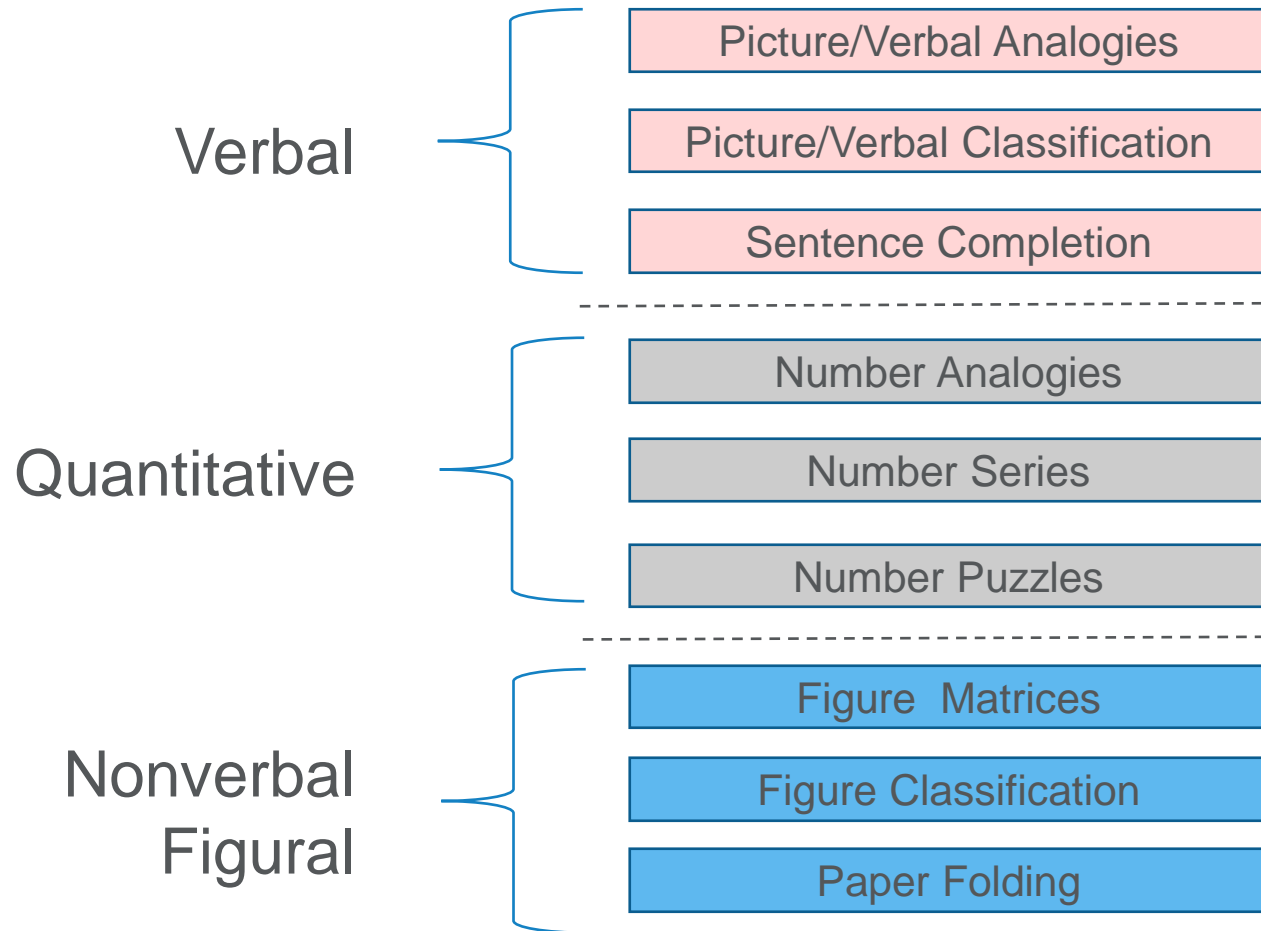 Verbal
Picture/Verbal Analogies
Picture/Verbal Classification
Sentence Completion
Quantitative
Number Analogies
Number Series
Number Puzzles
Nonverbal
Figural
Figure Matrices
Figure Classification
Paper Folding